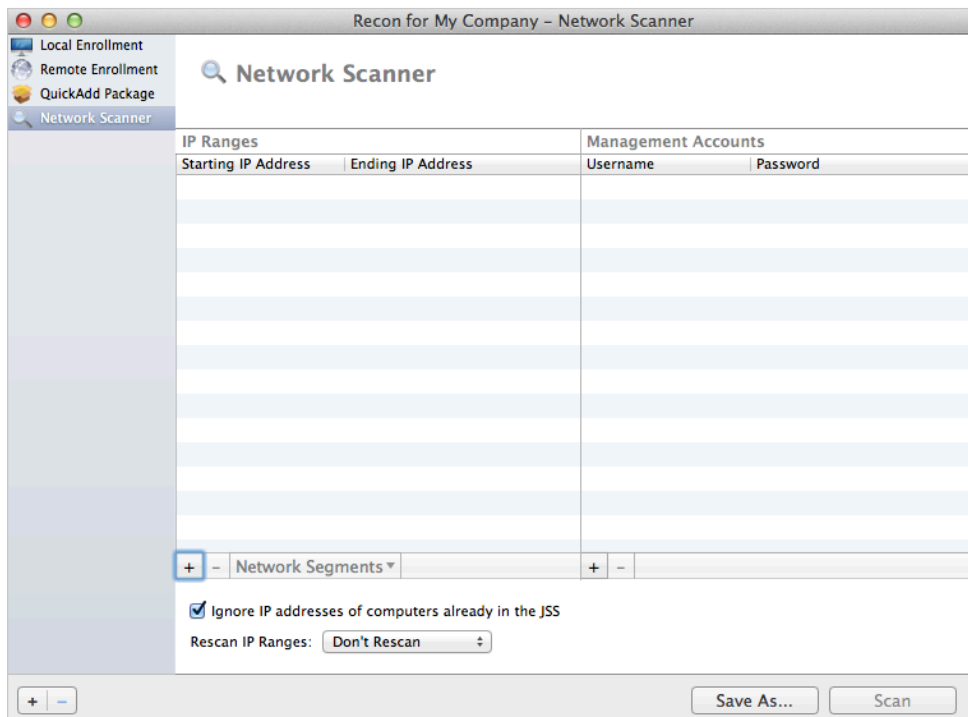 Recon for My Company – Network Scanner
Local Enrollment
Remote Enrollment
QuickAdd Package
Network Scanner
Network Scanner
IP Ranges
Management Accounts
Starting IP Address Ending IP Address Username Password
+ – Network Segments + –
Ignore IP addresses of computers already in the JSS
Rescan IP Ranges: Don't Rescan
+ – Save As... Scan